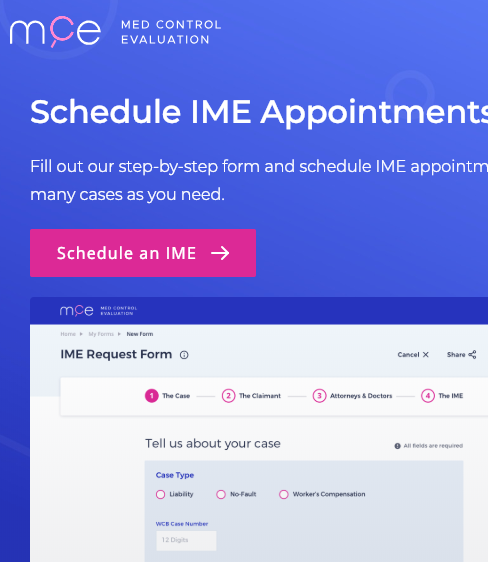 mce MED CONTROL
EVALUATION
Schedule IME Appointments
Fill out our step-by-step form and schedule IME
many cases as you need.
Schedule an IME →
mce MED CONTROL
EVALUATION
Home ▸ My Forms ▸ New Form
IME Request Form
Cancel ✕ Share
1 The Case 2 The Claimant 3 Attorneys & Doctors 4 The IME
Tell us about your case
All fields are required
Case Type
Liability No-Fault Worker's Compensation
WCB Case Number
12 Digits